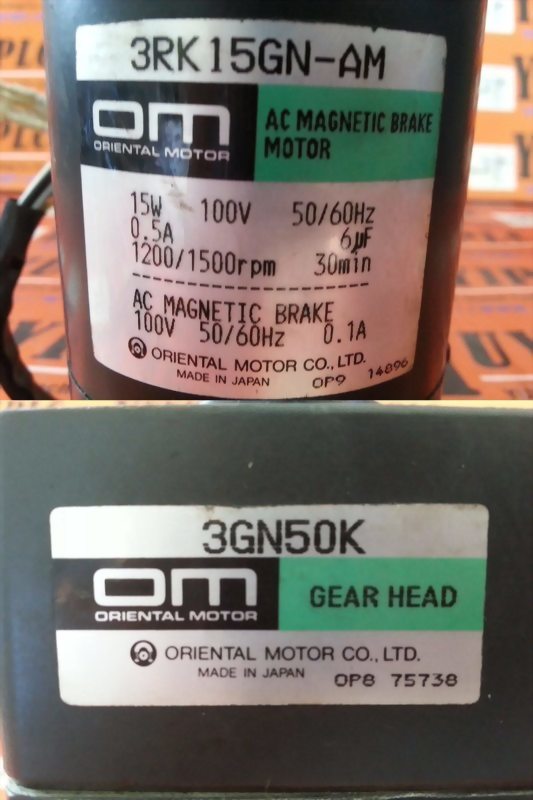 3RK15GN-AM
OM
ORIENTAL MOTOR
AC MAGNETIC BRAKE
MOTOR
15W 100V 50/60Hz
0.5A 6µF
1200/1500rpm 30min
AC MAGNETIC BRAKE
100V 50/60Hz 0.1A
ORIENTAL MOTOR CO.,LTD.
MADE IN JAPAN OP9 14096
3GN50K
OM
ORIENTAL MOTOR
GEAR HEAD
ORIENTAL MOTOR CO.,LTD.
MADE IN JAPAN OP8 75738